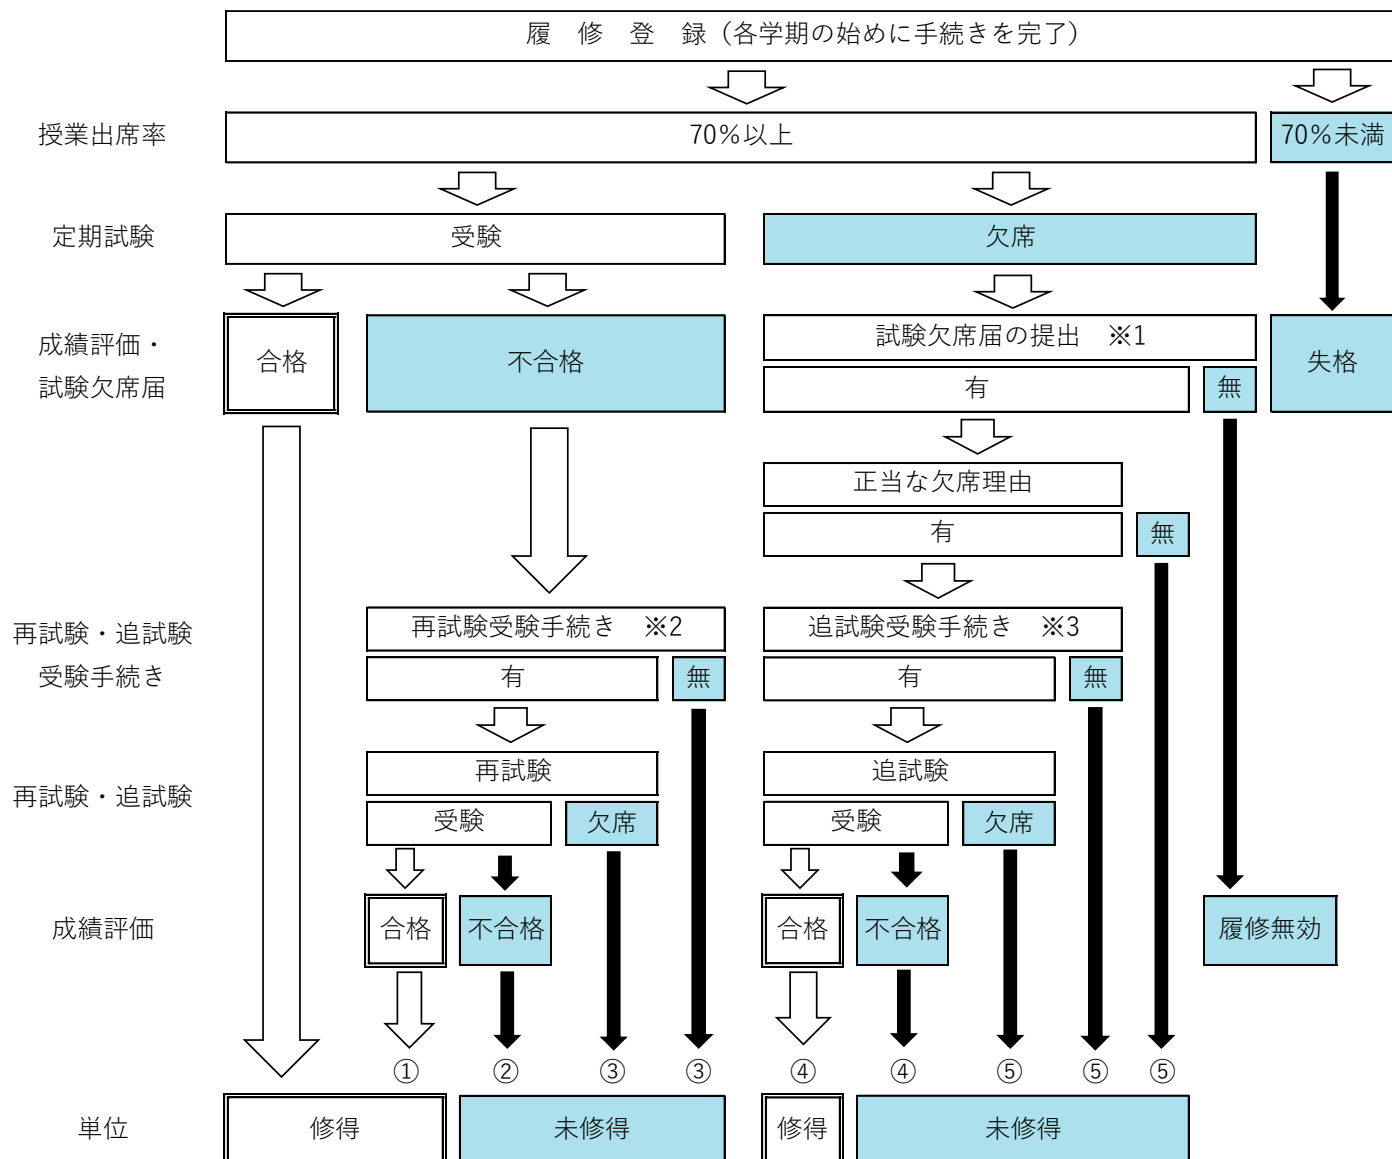 履　修　登　録（各学期の始めに手続きを完了）
授業出席率
70％以上
70％未満
定期試験
受験
欠席
成績評価・
試験欠席届
合格
不合格
試験欠席届の提出　※1
有
無
失格
正当な欠席理由
有
無
再試験・追試験
受験手続き
再試験受験手続き　※2
有
無
追試験受験手続き　※3
有
無
再試験・追試験
再試験
受験
欠席
追試験
受験
欠席
成績評価
合格
不合格
合格
不合格
履修無効
①
②
③
③
④
④
⑤
⑤
⑤
単位
修得
未修得
修得
未修得